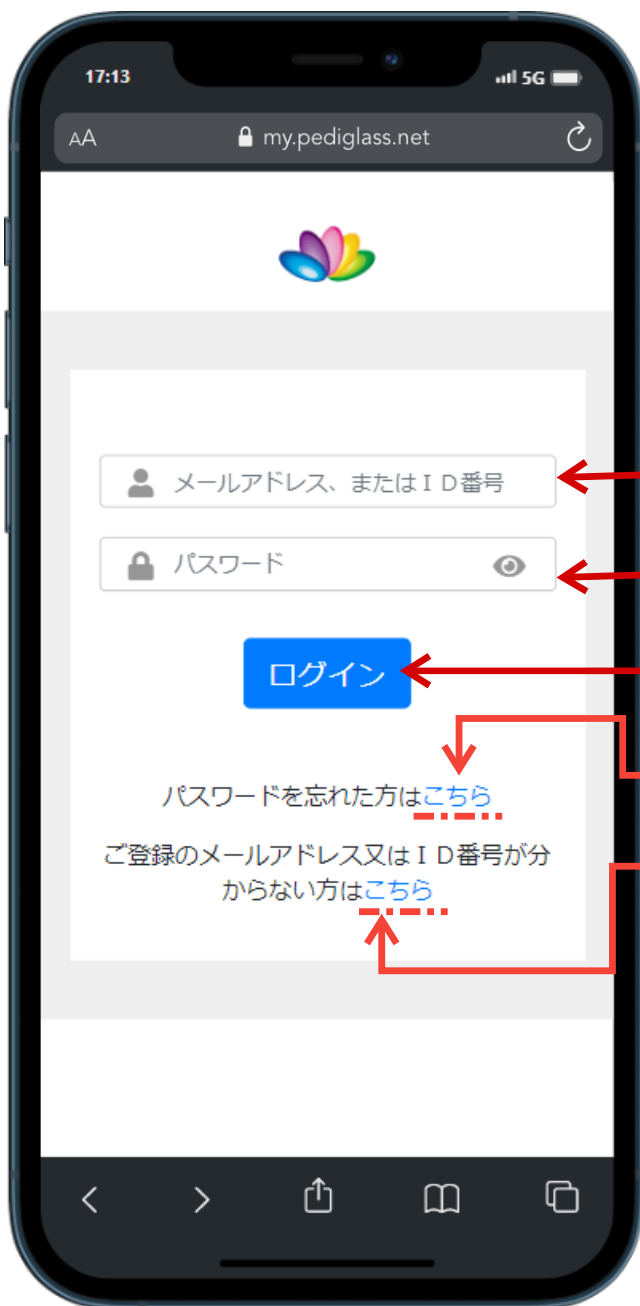 17:13
5G
AA
my.pediglass.net
メールアドレス、またはＩＤ番号
パスワード
ログイン
パスワードを忘れた方はこちら
ご登録のメールアドレス又はＩＤ番号が分
からない方はこちら